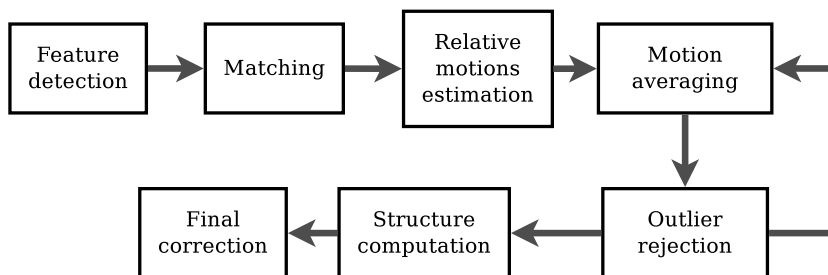 Feature
detection
Matching
Relative
motions
estimation
Motion
averaging
Outlier
rejection
Structure
computation
Final
correction